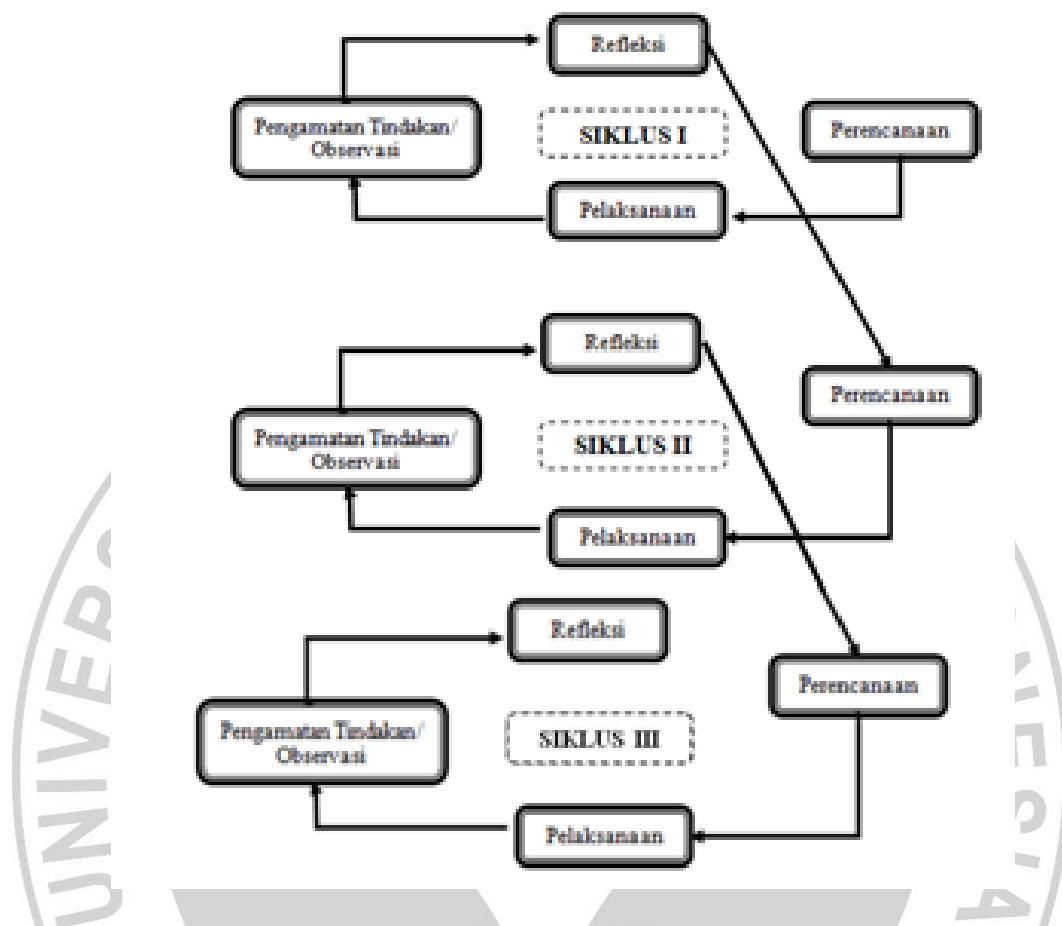 Refleksi
Pengamatan Tindakan/
Observasi
SIKLUS I
Perencanaan
Pelaksanaan
Refleksi
Perencanaan
Pengamatan Tindakan/
Observasi
SIKLUS II
Pelaksanaan
Refleksi
Perencanaan
Pengamatan Tindakan/
Observasi
SIKLUS III
Pelaksanaan